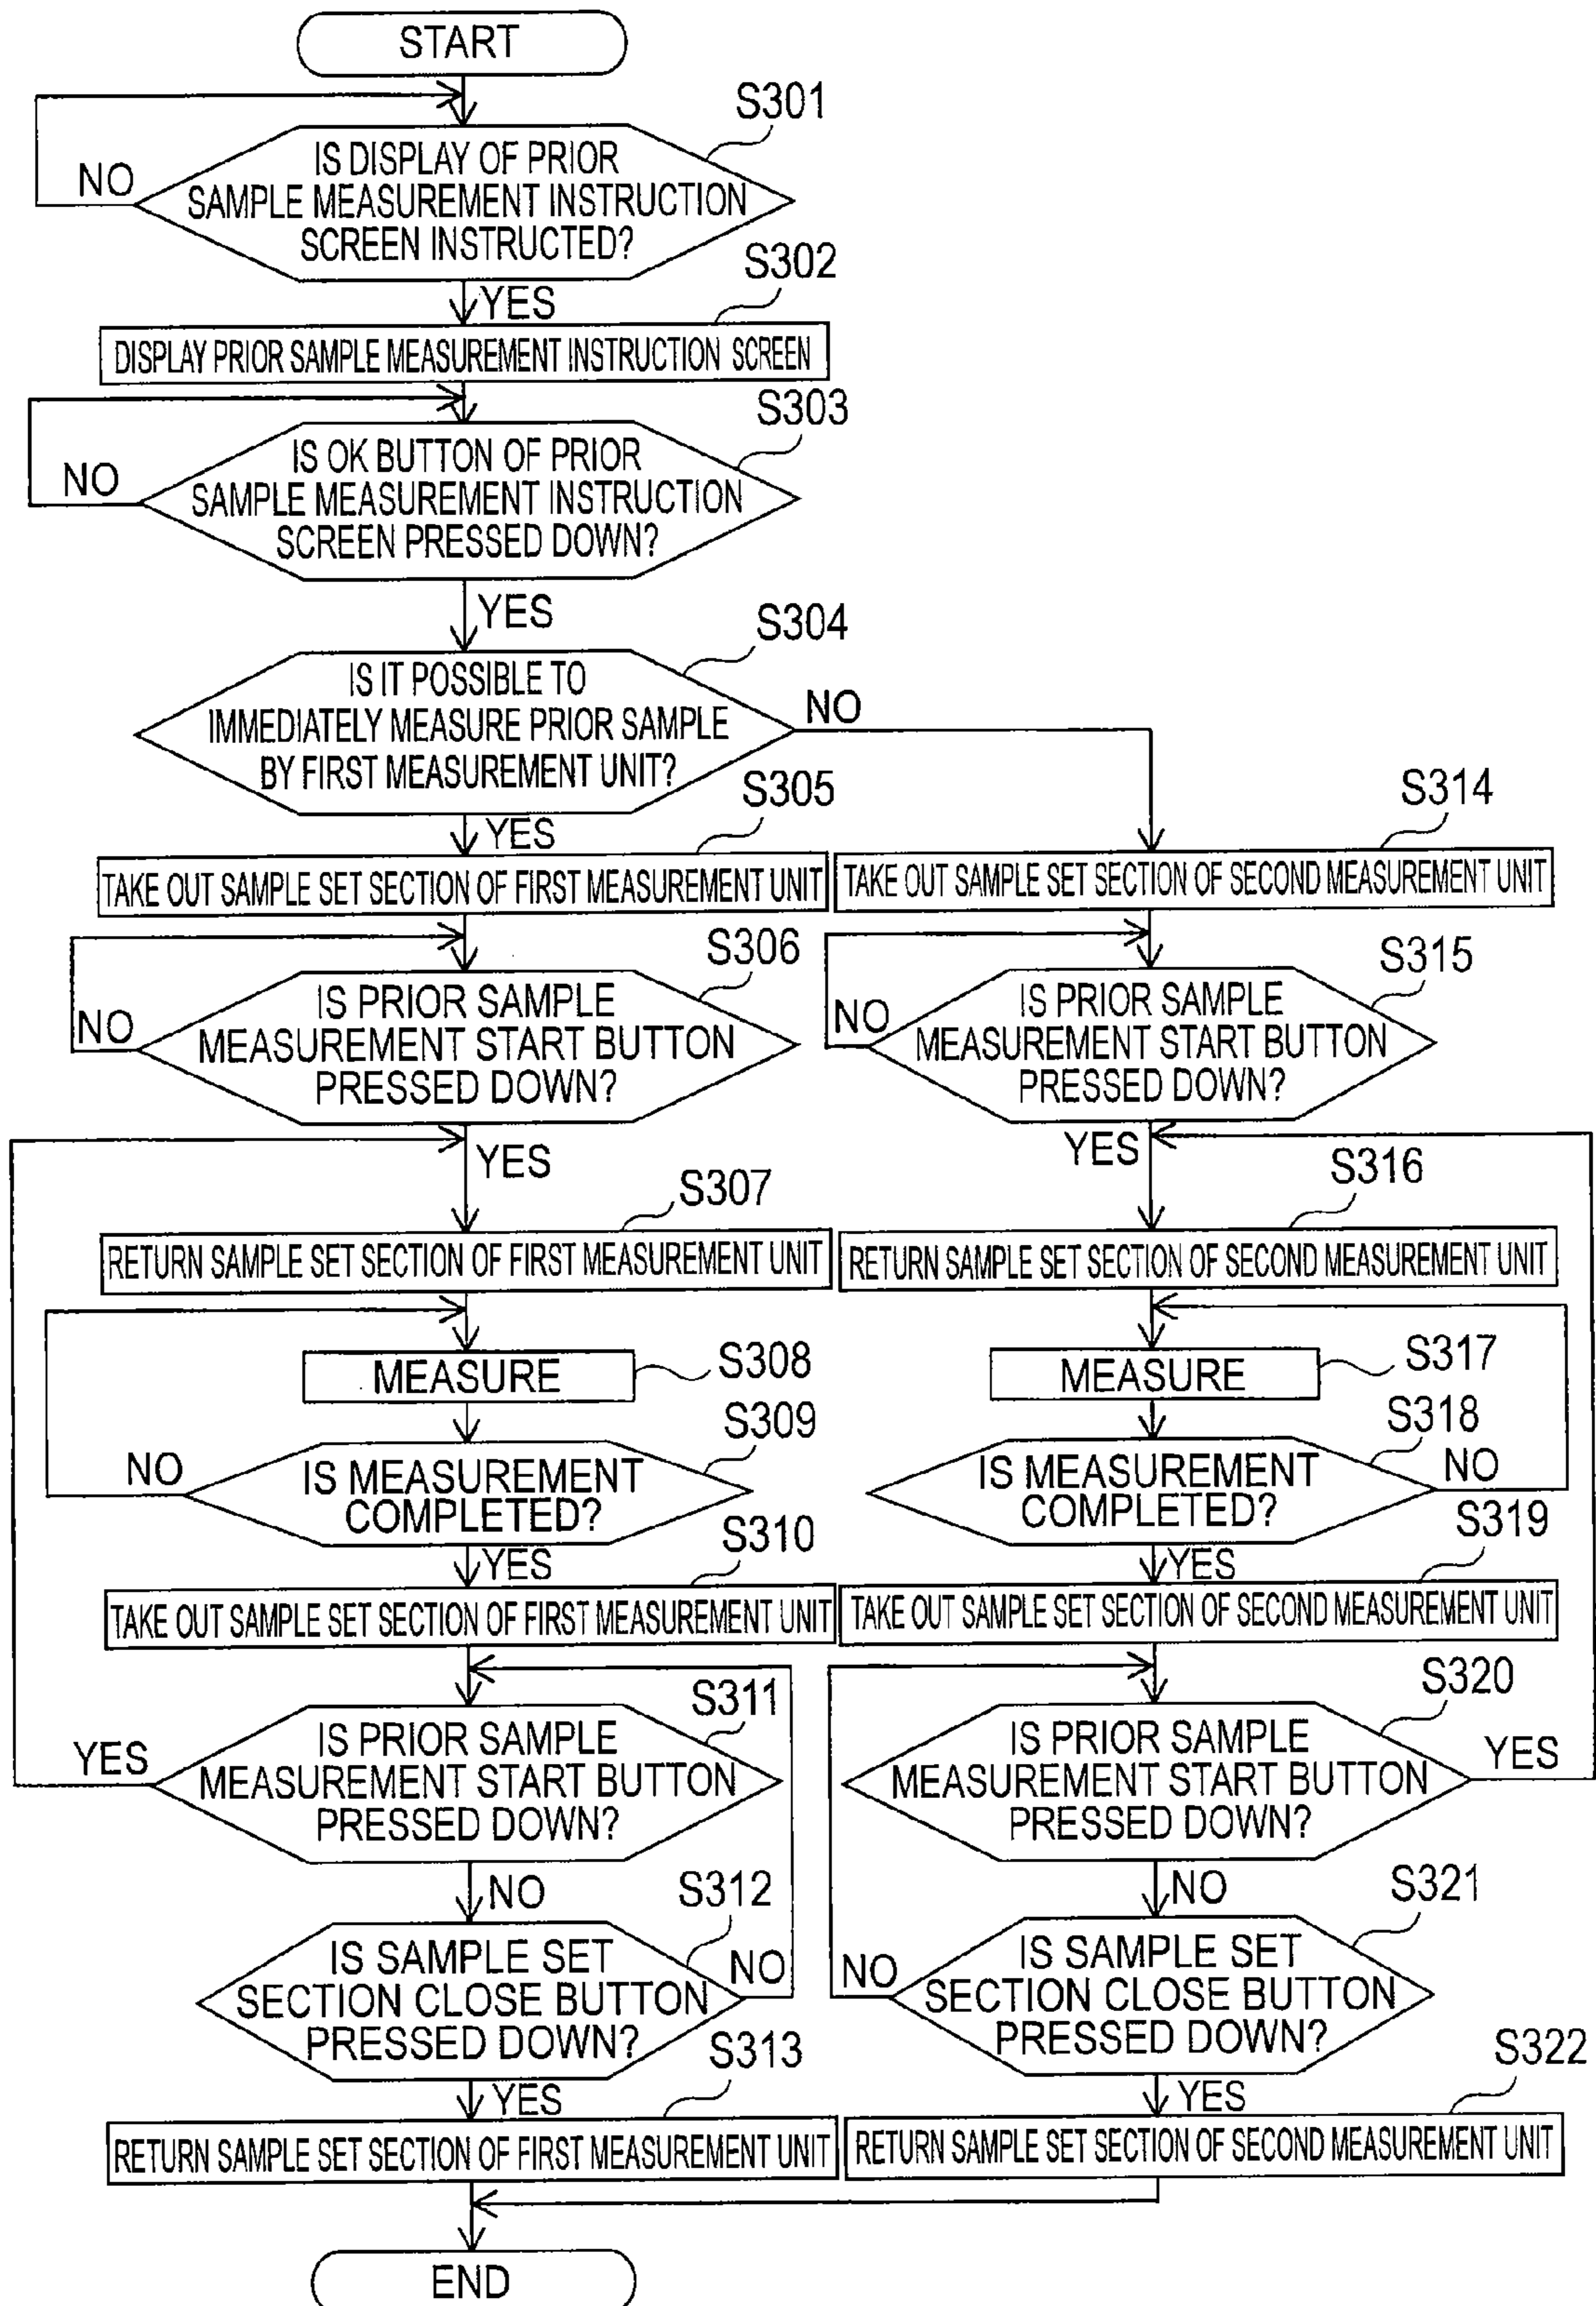 START
S301
IS DISPLAY OF PRIOR
SAMPLE MEASUREMENT INSTRUCTION
SCREEN INSTRUCTED?
NO
YES
S302
DISPLAY PRIOR SAMPLE MEASUREMENT INSTRUCTION SCREEN
S303
IS OK BUTTON OF PRIOR
SAMPLE MEASUREMENT INSTRUCTION
SCREEN PRESSED DOWN?
NO
YES
S304
IS IT POSSIBLE TO
IMMEDIATELY MEASURE PRIOR SAMPLE
BY FIRST MEASUREMENT UNIT?
NO
YES
S305
TAKE OUT SAMPLE SET SECTION OF FIRST MEASUREMENT UNIT
S306
IS PRIOR SAMPLE
MEASUREMENT START BUTTON
PRESSED DOWN?
NO
YES
S307
RETURN SAMPLE SET SECTION OF FIRST MEASUREMENT UNIT
MEASURE
S308
S309
IS MEASUREMENT
COMPLETED?
NO
YES
S310
TAKE OUT SAMPLE SET SECTION OF FIRST MEASUREMENT UNIT
S311
IS PRIOR SAMPLE
MEASUREMENT START BUTTON
PRESSED DOWN?
YES
NO
S312
IS SAMPLE SET
SECTION CLOSE BUTTON
PRESSED DOWN?
NO
YES
S313
RETURN SAMPLE SET SECTION OF FIRST MEASUREMENT UNIT
S314
TAKE OUT SAMPLE SET SECTION OF SECOND MEASUREMENT UNIT
S315
IS PRIOR SAMPLE
MEASUREMENT START BUTTON
PRESSED DOWN?
NO
YES
S316
RETURN SAMPLE SET SECTION OF SECOND MEASUREMENT UNIT
MEASURE
S317
S318
IS MEASUREMENT
COMPLETED?
NO
YES
S319
TAKE OUT SAMPLE SET SECTION OF SECOND MEASUREMENT UNIT
S320
IS PRIOR SAMPLE
MEASUREMENT START BUTTON
PRESSED DOWN?
YES
NO
S321
IS SAMPLE SET
SECTION CLOSE BUTTON
PRESSED DOWN?
NO
YES
S322
RETURN SAMPLE SET SECTION OF SECOND MEASUREMENT UNIT
END